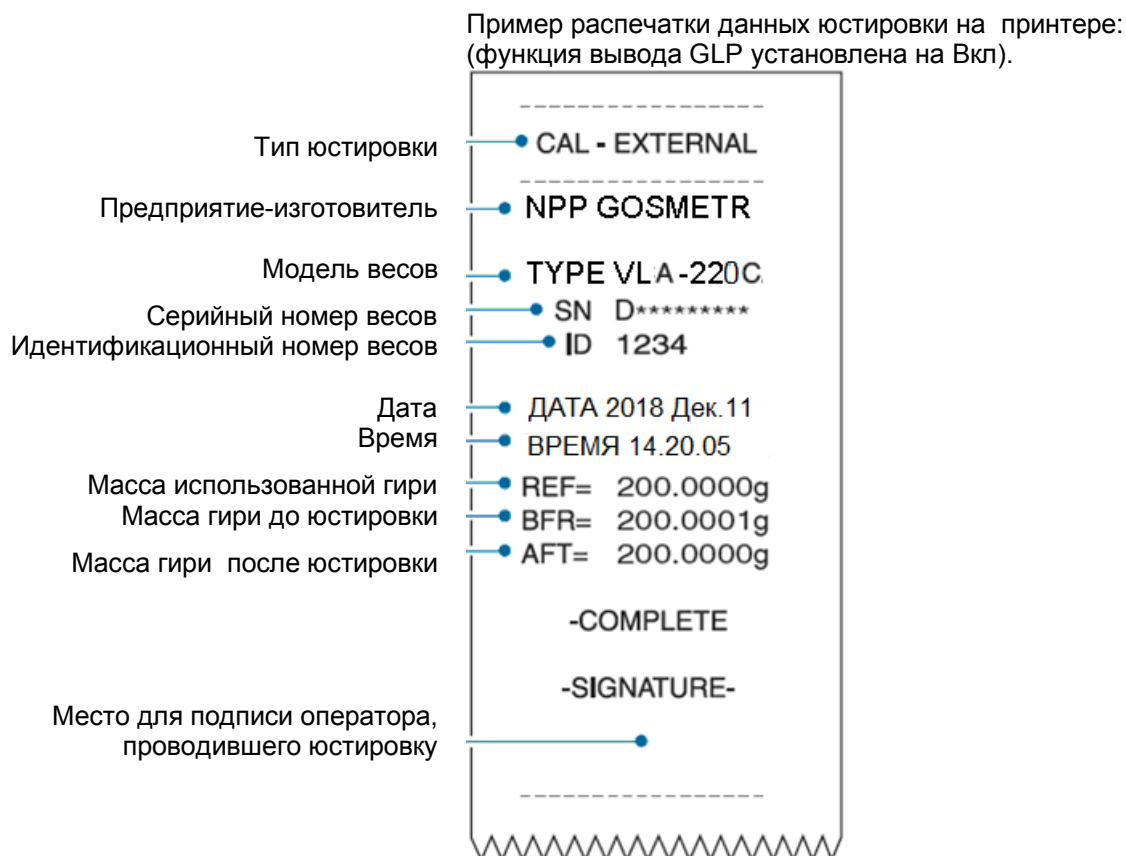 Пример распечатки данных юстировки на принтере:
(функция вывода GLP установлена на Вкл).
Тип юстировки
CAL - EXTERNAL
Предприятие-изготовитель
NPP GOSMETR
Модель весов
TYPE VLA -220C
Серийный номер весов
SN D*********
Идентификационный номер весов
ID 1234
Дата
ДАТА 2018 Дек.11
Время
ВРЕМЯ 14.20.05
Масса использованной гири
REF= 200.0000g
Масса гири до юстировки
BFR= 200.0001g
Масса гири после юстировки
AFT= 200.0000g
-COMPLETE
-SIGNATURE-
Место для подписи оператора,
проводившего юстировку